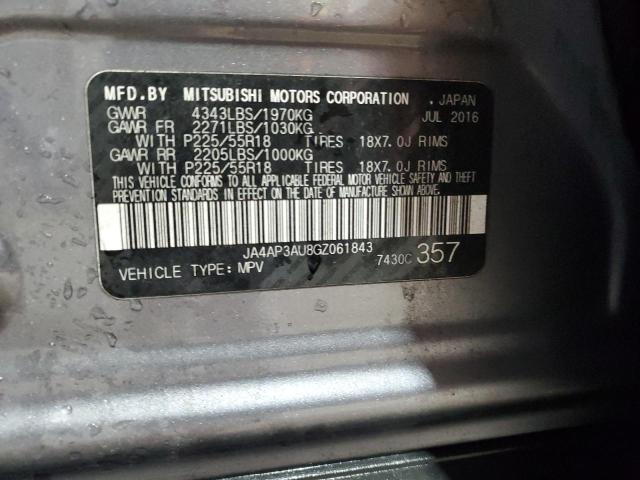 MFD.BY MITSUBISHI MOTORS CORPORATION . JAPAN
GVWR 4343LBS/1970KG JUL 2016
GAWR FR 2271LBS/1030KG
WITH P225/55R18 TIRES 18X7.0J RIMS
GAWR RR 2205LBS/1000KG
WITH P225/55R18 TIRES 18X7.0J RIMS
THIS VEHICLE CONFORMS TO ALL APPLICABLE FEDERAL MOTOR VEHICLE SAFETY AND THEFT
PREVENTION STANDARDS IN EFFECT ON THE DATE OF MANUFACTURE SHOWN ABOVE.
JA4AP3AU8GZ061843
VEHICLE TYPE: MPV 7430C 357